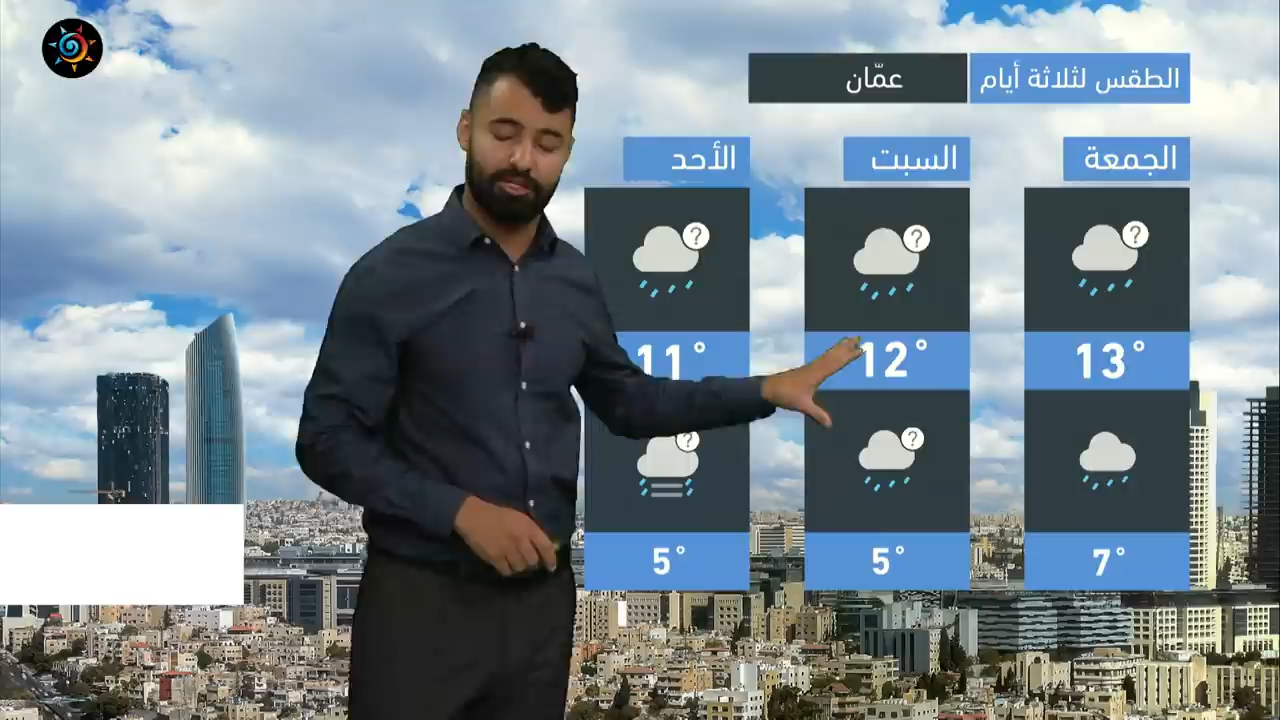 الطقس لثلاثة أيام
عمّان
الجمعة
السبت
الأحد
?
?
?
13°
12°
11°
?
?
7°
5°
5°